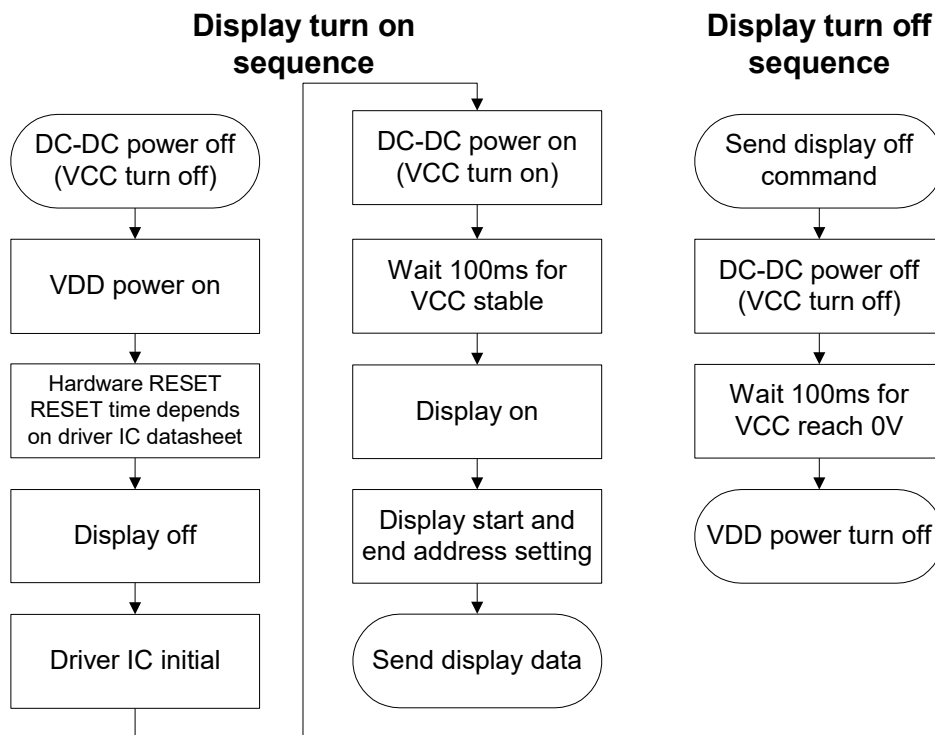 Display turn on
sequence
DC-DC power off
(VCC turn off)
VDD power on
Hardware RESET
RESET time depends
on driver IC datasheet
Display off
Driver IC initial
DC-DC power on
(VCC turn on)
Wait 100ms for
VCC stable
Display on
Display start and
end address setting
Send display data
Display turn off
sequence
Send display off
command
DC-DC power off
(VCC turn off)
Wait 100ms for
VCC reach 0V
VDD power turn off